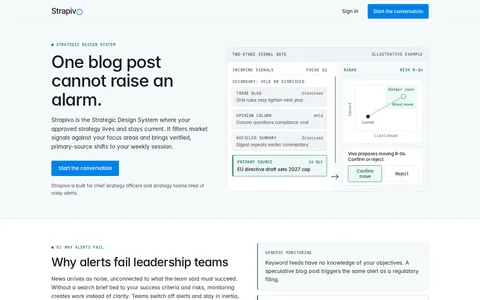 Strapivo
Sign in
Start the conversation
STRATEGIC DESIGN SYSTEM
One blog post
cannot raise an
alarm.
Strapivo is the Strategic Design System where your
approved strategy lives and stays current. It filters market
signals against your focus areas and brings verified,
primary-source shifts to your weekly session.
Start the conversation
Strapivo is built for chief strategy officers and strategy teams tired of
noisy alerts.
TWO-STAGE SIGNAL GATE
ILLUSTRATIVE EXAMPLE
INCOMING SIGNALS
FOCUS 02
SECONDARY: HELD OR DISMISSED
TRADE BLOG
Dismissed
Grid rules may tighten next year
OPINION COLUMN
Held
Column questions compliance cost
RECYCLED SUMMARY
Dismissed
Digest repeats earlier commentary
PRIMARY SOURCE
14 Oct
EU directive draft sets 2027 cap
RADAR
RISK R-04
Danger zone
Ghost move
Current
Impact
Likelihood
Vivo proposes moving R-04.
Confirm or reject.
Confirm
move
Reject
01 WHY ALERTS FAIL
Why alerts fail leadership teams
News arrives as noise, unconnected to what the team said must succeed.
Without a search brief tied to your success criteria and risks, monitoring
creates work instead of clarity. Teams switch off alerts and stay in inertia,
GENERIC MONITORING
Keyword feeds have no knowledge of your objectives. A
speculative blog post triggers the same alert as a regulatory
filing.